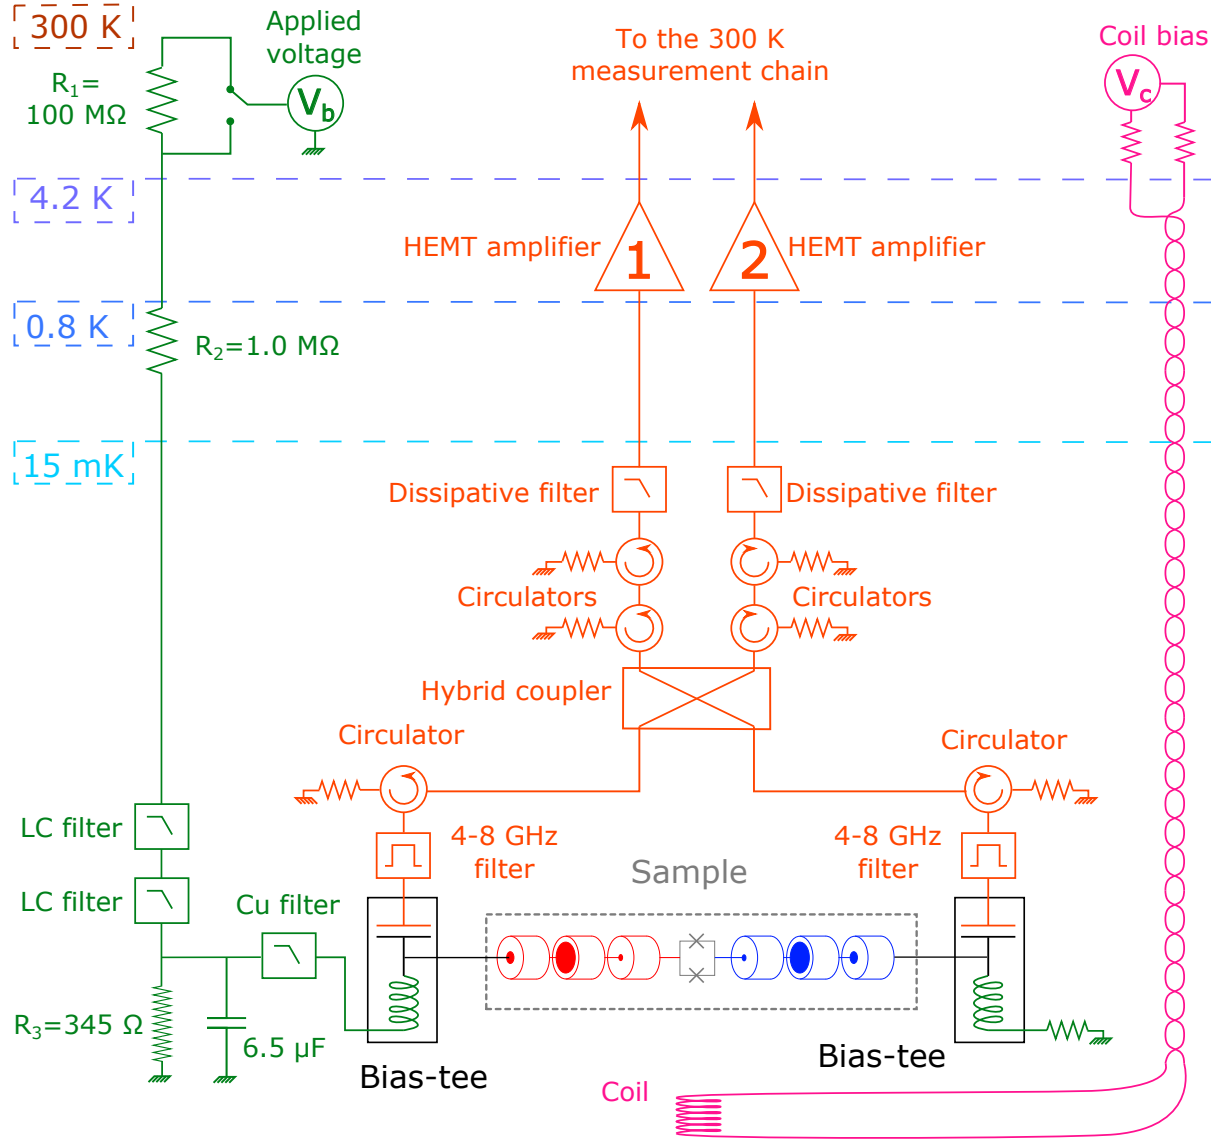 300 K
Applied
voltage
R₁=
100 MΩ
V_b
To the 300 K
measurement chain
Coil bias
V_c
4.2 K
HEMT amplifier
1
2
HEMT amplifier
0.8 K
R₂=1.0 MΩ
15 mK
Dissipative filter
Dissipative filter
Circulators
Circulators
Hybrid coupler
Circulator
Circulator
LC filter
4-8 GHz
filter
4-8 GHz
filter
Sample
LC filter
Cu filter
R₃=345 Ω
6.5 µF
Bias-tee
Bias-tee
Coil